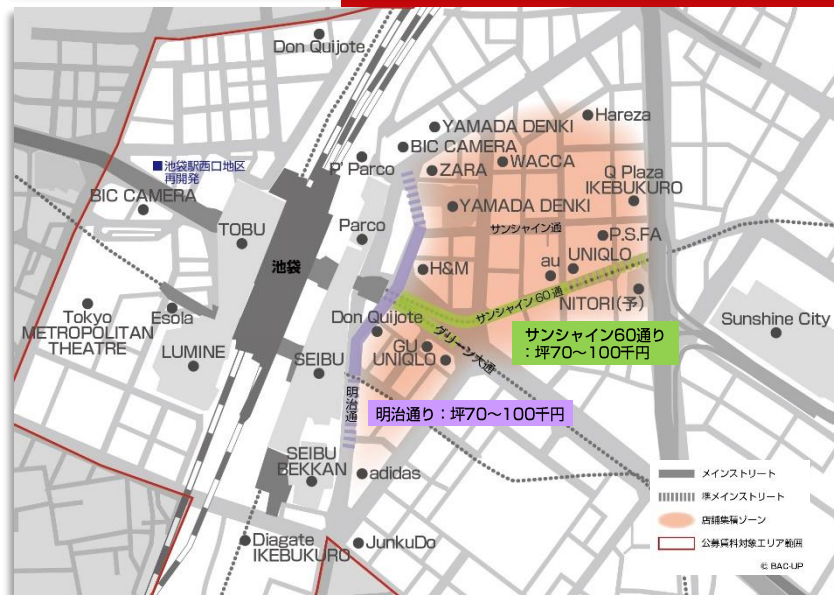 Don Quijote
Hareza
YAMADA DENKI
BIC CAMERA
WACCA
■池袋駅西口地区
再開発
P' Parco
ZARA
Q Plaza
IKEBUKURO
BIC CAMERA
YAMADA DENKI
TOBU
Parco
サンシャイン通
P.S.FA
池袋
H&M
au
UNIQLO
サンシャイン60通
NITORI(予)
Tokyo
METROPOLITAN
THEATRE
Esola
Don Quijote
グリーン大通
Sunshine City
サンシャイン60通り
:坪70~100千円
LUMINE
SEIBU
GU
UNIQLO
明治通
明治通り:坪70~100千円
SEIBU
BEKKAN
adidas
メインストリート
準メインストリート
店舗集積ゾーン
公募賃料対象エリア範囲
Diagate
IKEBUKURO
JunkuDo
© BAC-UP